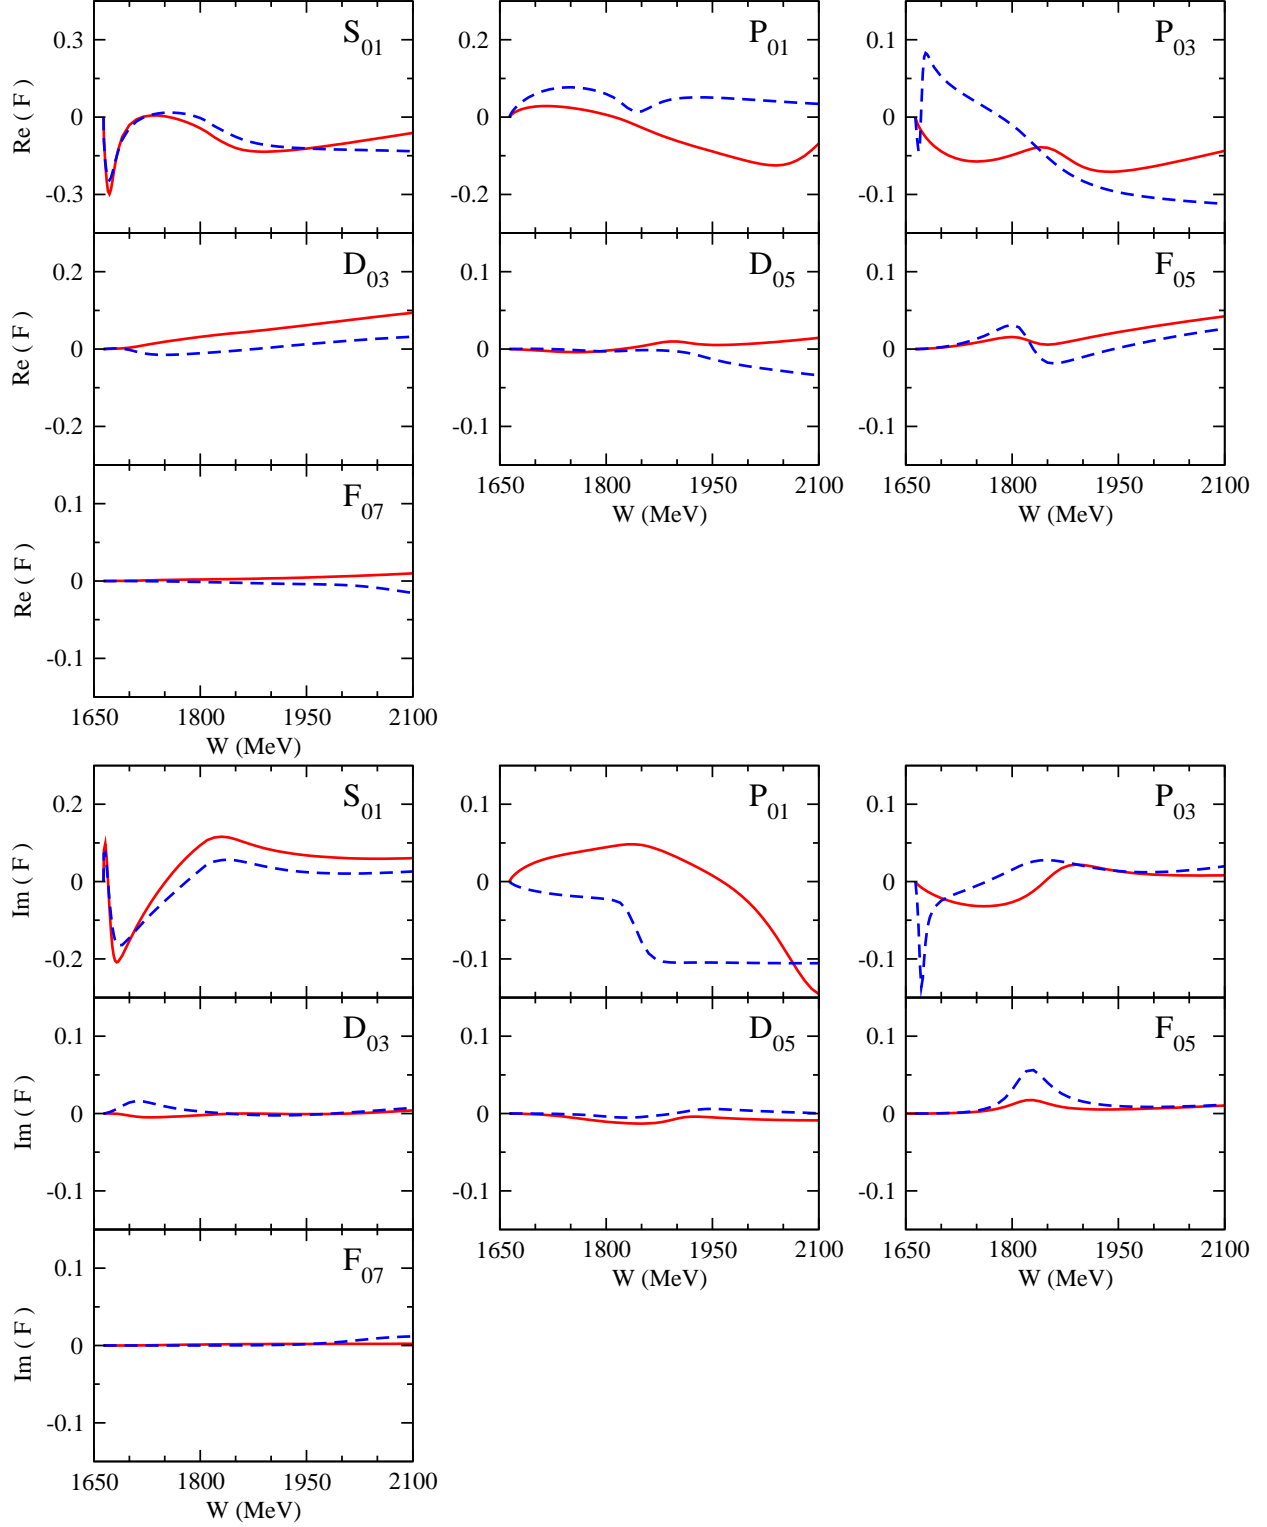 S01 P01 P03
0.3 0.2 0.1
Re ( F )
0 0 0
-0.3 -0.2 -0.1
D03 D05 F05
0.2 0.1 0.1
Re ( F )
0 0 0
-0.2 -0.1 -0.1
1650 1800 1950 2100 1650 1800 1950 2100
W (MeV) W (MeV)
F07
0.1
Re ( F )
0
-0.1
1650 1800 1950 2100
W (MeV)
S01 P01 P03
0.2 0.1 0.1
Im ( F )
0 0 0
-0.2 -0.1 -0.1
D03 D05 F05
0.1 0.1 0.1
Im ( F )
0 0 0
-0.1 -0.1 -0.1
1650 1800 1950 2100 1650 1800 1950 2100
W (MeV) W (MeV)
F07
0.1
Im ( F )
0
-0.1
1650 1800 1950 2100
W (MeV)